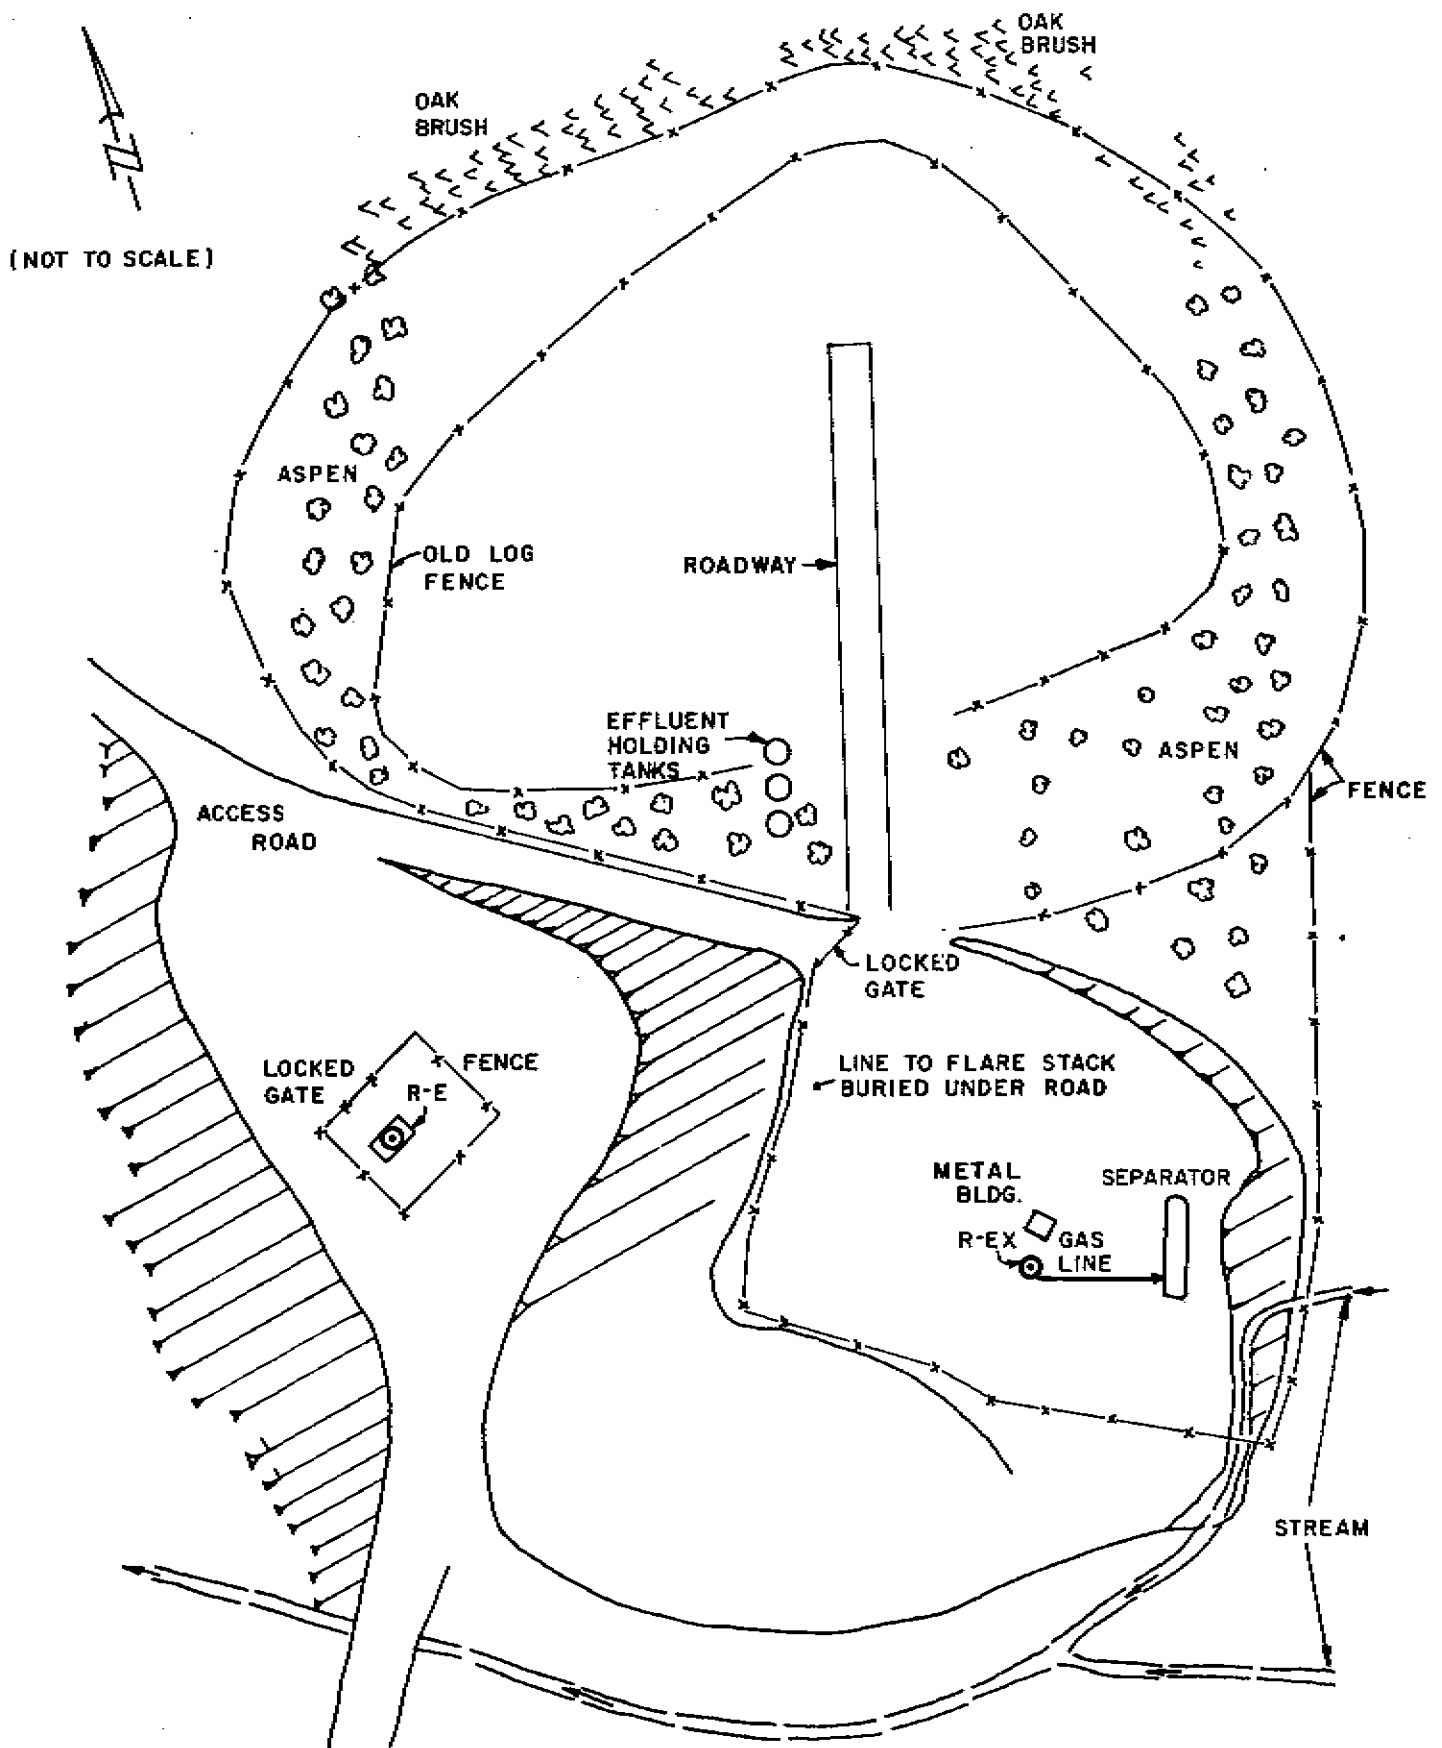 OAK
BRUSH
OAK
BRUSH
N
(NOT TO SCALE)
ASPEN
OLD LOG
FENCE
ROADWAY
EFFLUENT
HOLDING
TANKS
ASPEN
FENCE
ACCESS
ROAD
LOCKED
GATE
LOCKED
GATE
FENCE
R-E
LINE TO FLARE STACK
BURIED UNDER ROAD
METAL
BLDG.
SEPARATOR
R-EX
GAS
LINE
STREAM